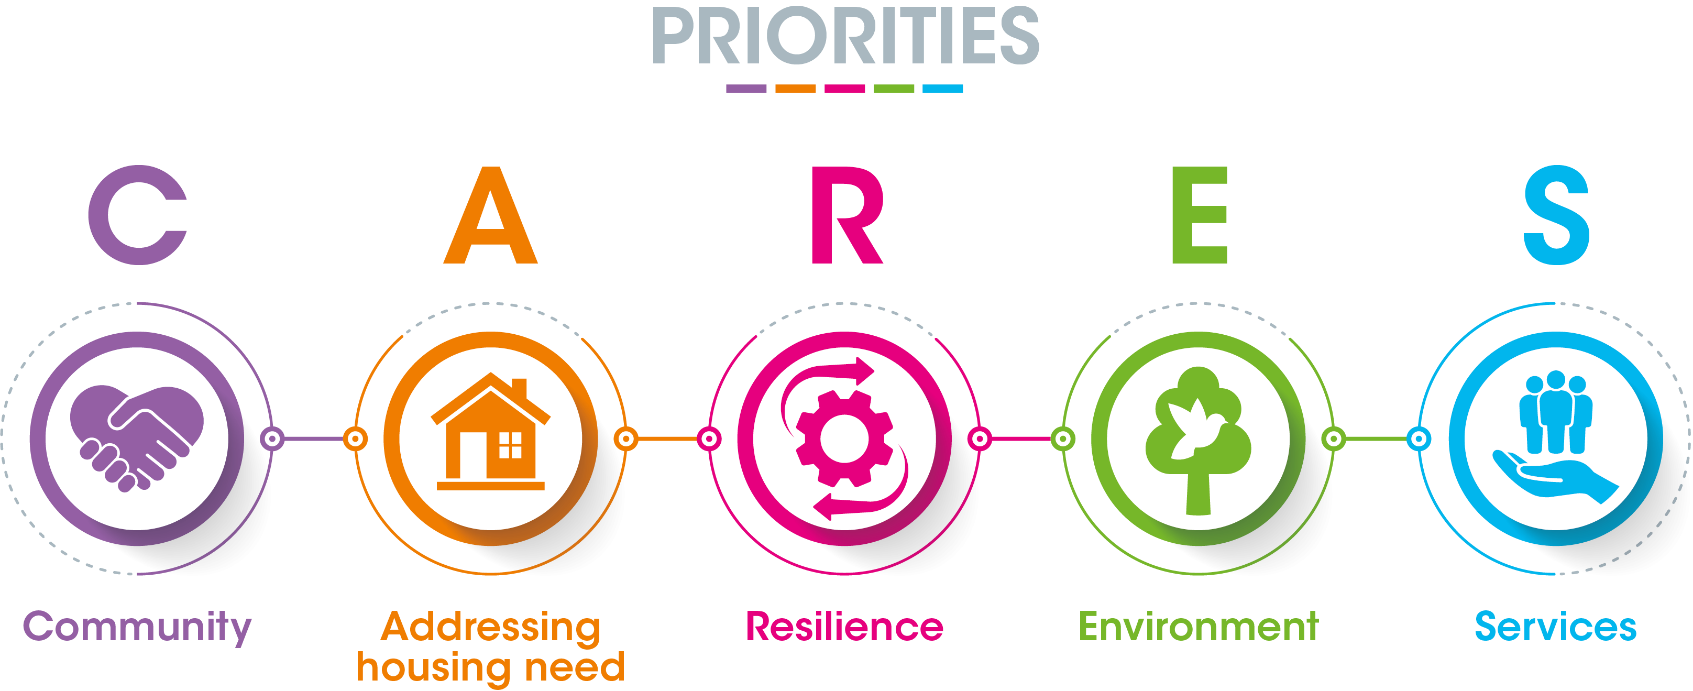 PRIORITIES
C A R E S
Community
Addressing
housing need
Resilience
Environment
Services